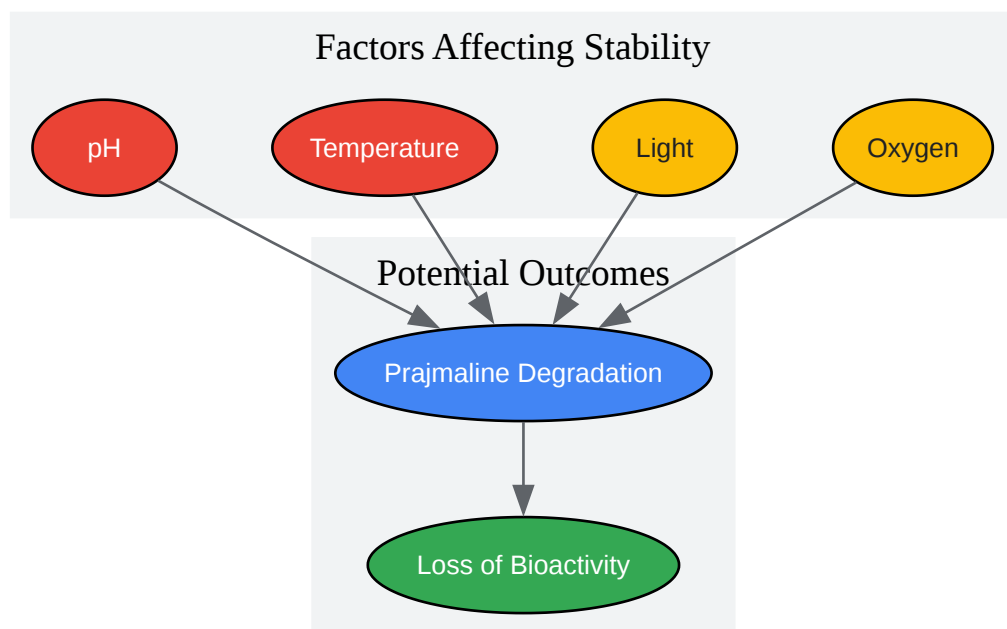 Factors Affecting Stability
pH
Temperature
Light
Oxygen
Potential Outcomes
Prajmaline Degradation
Loss of Bioactivity